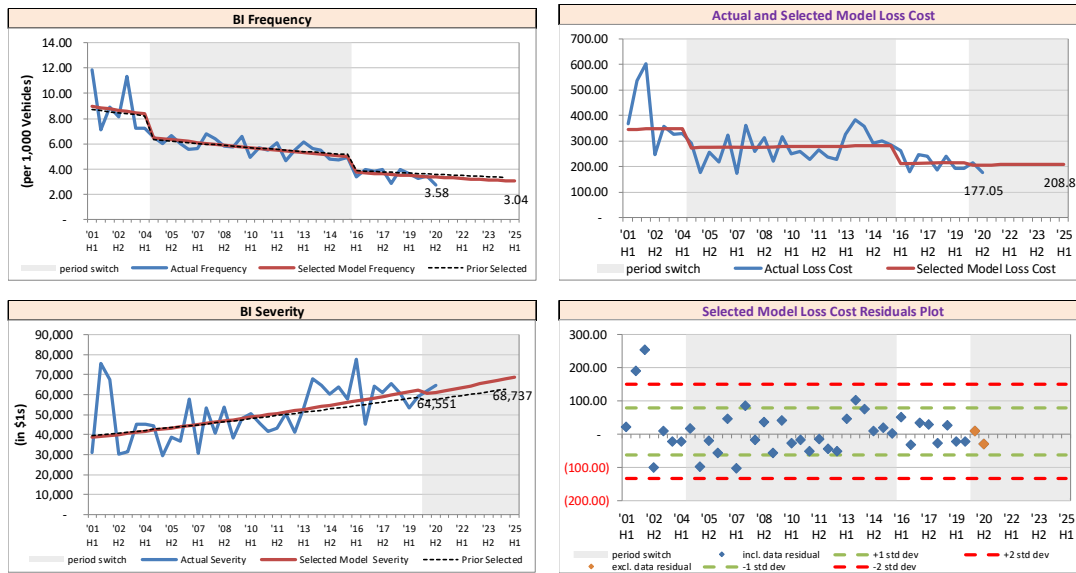 BI Frequency
(per 1,000 Vehicles)
14.00
12.00
10.00
8.00
6.00
4.00
2.00
-
3.58
3.04
'01 '02 '04 '05 '07 '08 '10 '11 '13 '14 '16 '17 '19 '20 '22 '23 '25
H1 H2 H1 H2 H1 H2 H1 H2 H1 H2 H1 H2 H1 H2 H1 H2 H1
period switch Actual Frequency Selected Model Frequency Prior Selected
Actual and Selected Model Loss Cost
700.00
600.00
500.00
400.00
300.00
200.00
100.00
-
177.05
208.8
'01 '02 '04 '05 '07 '08 '10 '11 '13 '14 '16 '17 '19 '20 '22 '23 '25
H1 H2 H1 H2 H1 H2 H1 H2 H1 H2 H1 H2 H1 H2 H1 H2 H1
period switch Actual Loss Cost Selected Model Loss Cost
BI Severity
(in $1s)
90,000
80,000
70,000
60,000
50,000
40,000
30,000
20,000
10,000
-
64,551
68,737
'01 '02 '04 '05 '07 '08 '10 '11 '13 '14 '16 '17 '19 '20 '22 '23 '25
H1 H2 H1 H2 H1 H2 H1 H2 H1 H2 H1 H2 H1 H2 H1 H2 H1
period switch Actual Severity Selected Model Severity Prior Selected
Selected Model Loss Cost Residuals Plot
300.00
200.00
100.00
-
(100.00)
(200.00)
'01 '02 '04 '05 '07 '08 '10 '11 '13 '14 '16 '17 '19 '20 '22 '23 '25
H1 H2 H1 H2 H1 H2 H1 H2 H1 H2 H1 H2 H1 H2 H1 H2 H1
period switch incl. data residual +1 std dev +2 std dev
excl. data residual -1 std dev -2 std dev